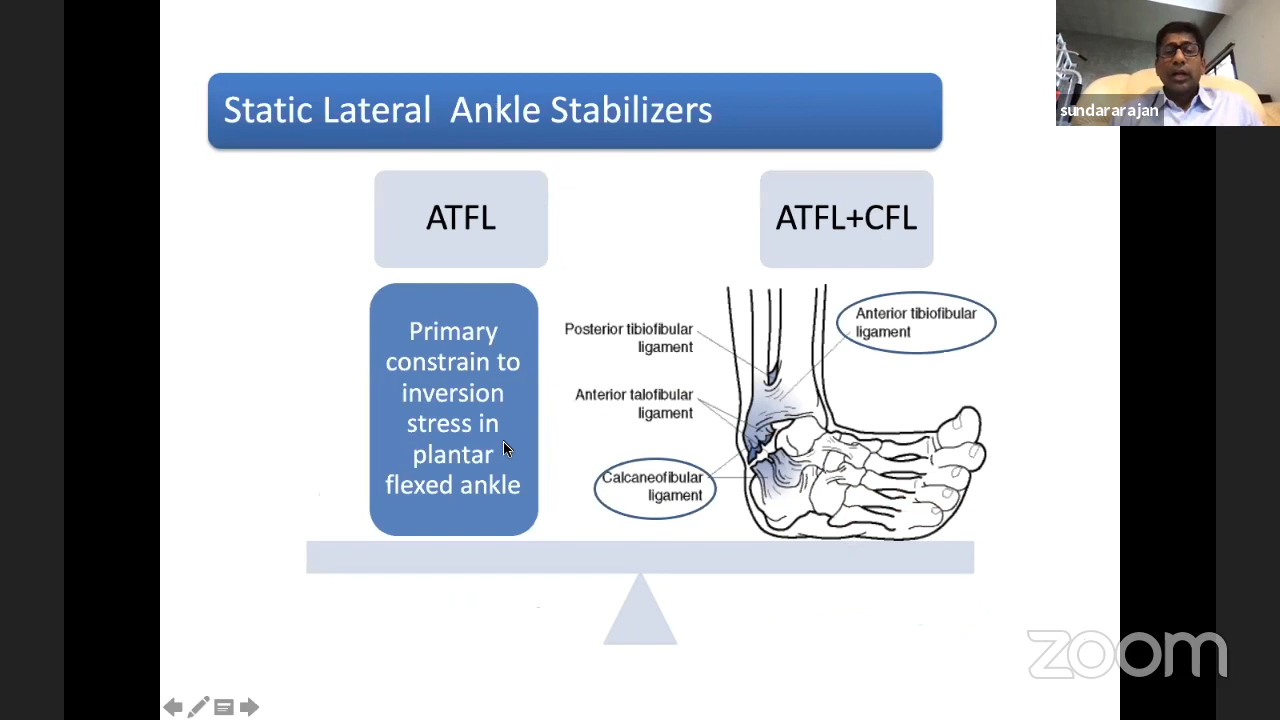 sundararajan
Static Lateral Ankle Stabilizers
ATFL
ATFL+CFL
Primary
constrain to
inversion
stress in
plantar
flexed ankle
Posterior tibiofibular
ligament
Anterior talofibular
ligament
Calcaneofibular
ligament
Anterior tibiofibular
ligament
zoom